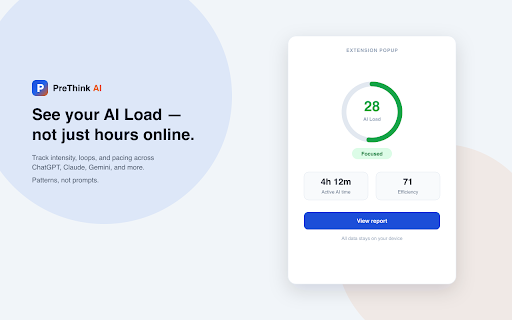 PreThink AI
See your AI Load —
not just hours online.
Track intensity, loops, and pacing across
ChatGPT, Claude, Gemini, and more.
Patterns, not prompts.
EXTENSION POPUP
28
AI Load
Focused
4h 12m
Active AI time
71
Efficiency
View report
All data stays on your device